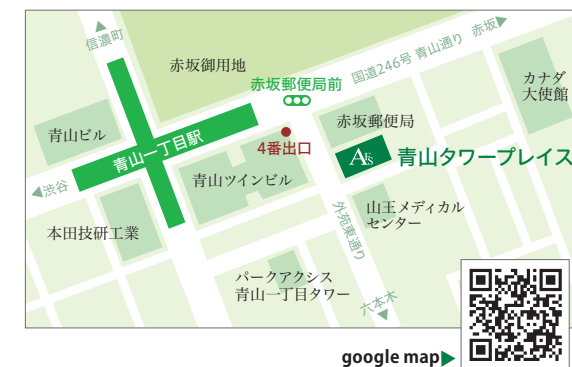 信濃町
赤坂御用地
国道246号 青山通り
赤坂
赤坂郵便局前
カナダ
大使館
青山ビル
青山一丁目駅
4番出口
赤坂郵便局
青山タワープレイス
渋谷
青山ツインビル
山王メディカル
センター
本田技研工業
外苑東通り
パークアクシス
青山一丁目タワー
六本木
google map